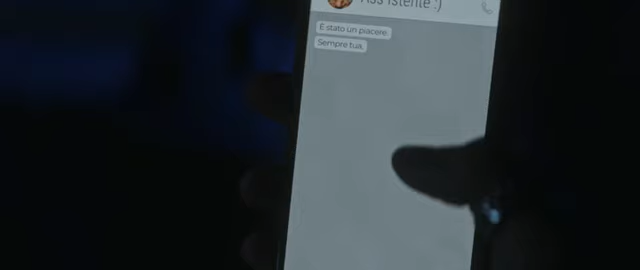 Ass istente :)
È stato un piacere.
Sempre tua,